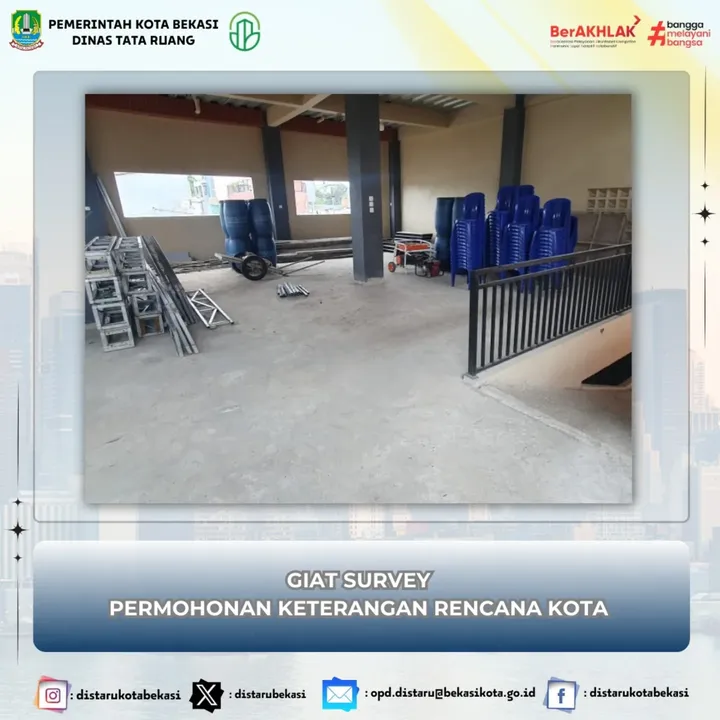 PEMERINTAH KOTA BEKASI
DINAS TATA RUANG
BerAKHLAK
#bangga
melayani
bangsa
GIAT SURVEY
PERMOHONAN KETERANGAN RENCANA KOTA
: distarukotabekasi
: distarubekasi
: opd.distaru@bekasikota.go.id
: distarukotabekasi